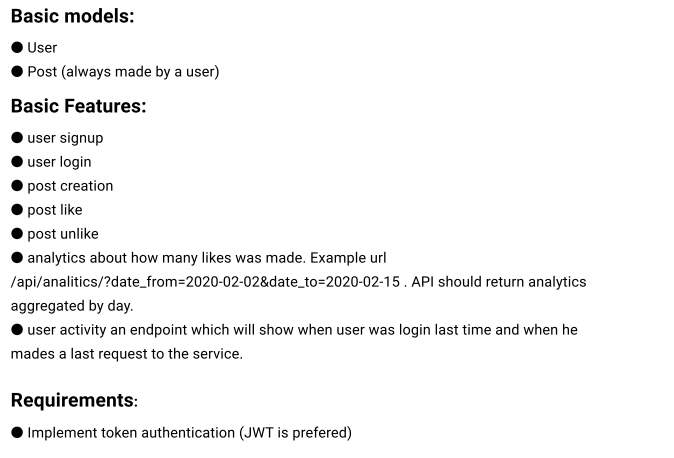 Basic models:
● User
● Post (always made by a user)
Basic Features:
● user signup
● user login
● post creation
● post like
● post unlike
● analytics about how many likes was made. Example url
/api/analitics/?date_from=2020-02-02&date_to=2020-02-15 . API should return analytics
aggregated by day.
● user activity an endpoint which will show when user was login last time and when he
mades a last request to the service.
Requirements:
● Implement token authentication (JWT is prefered)